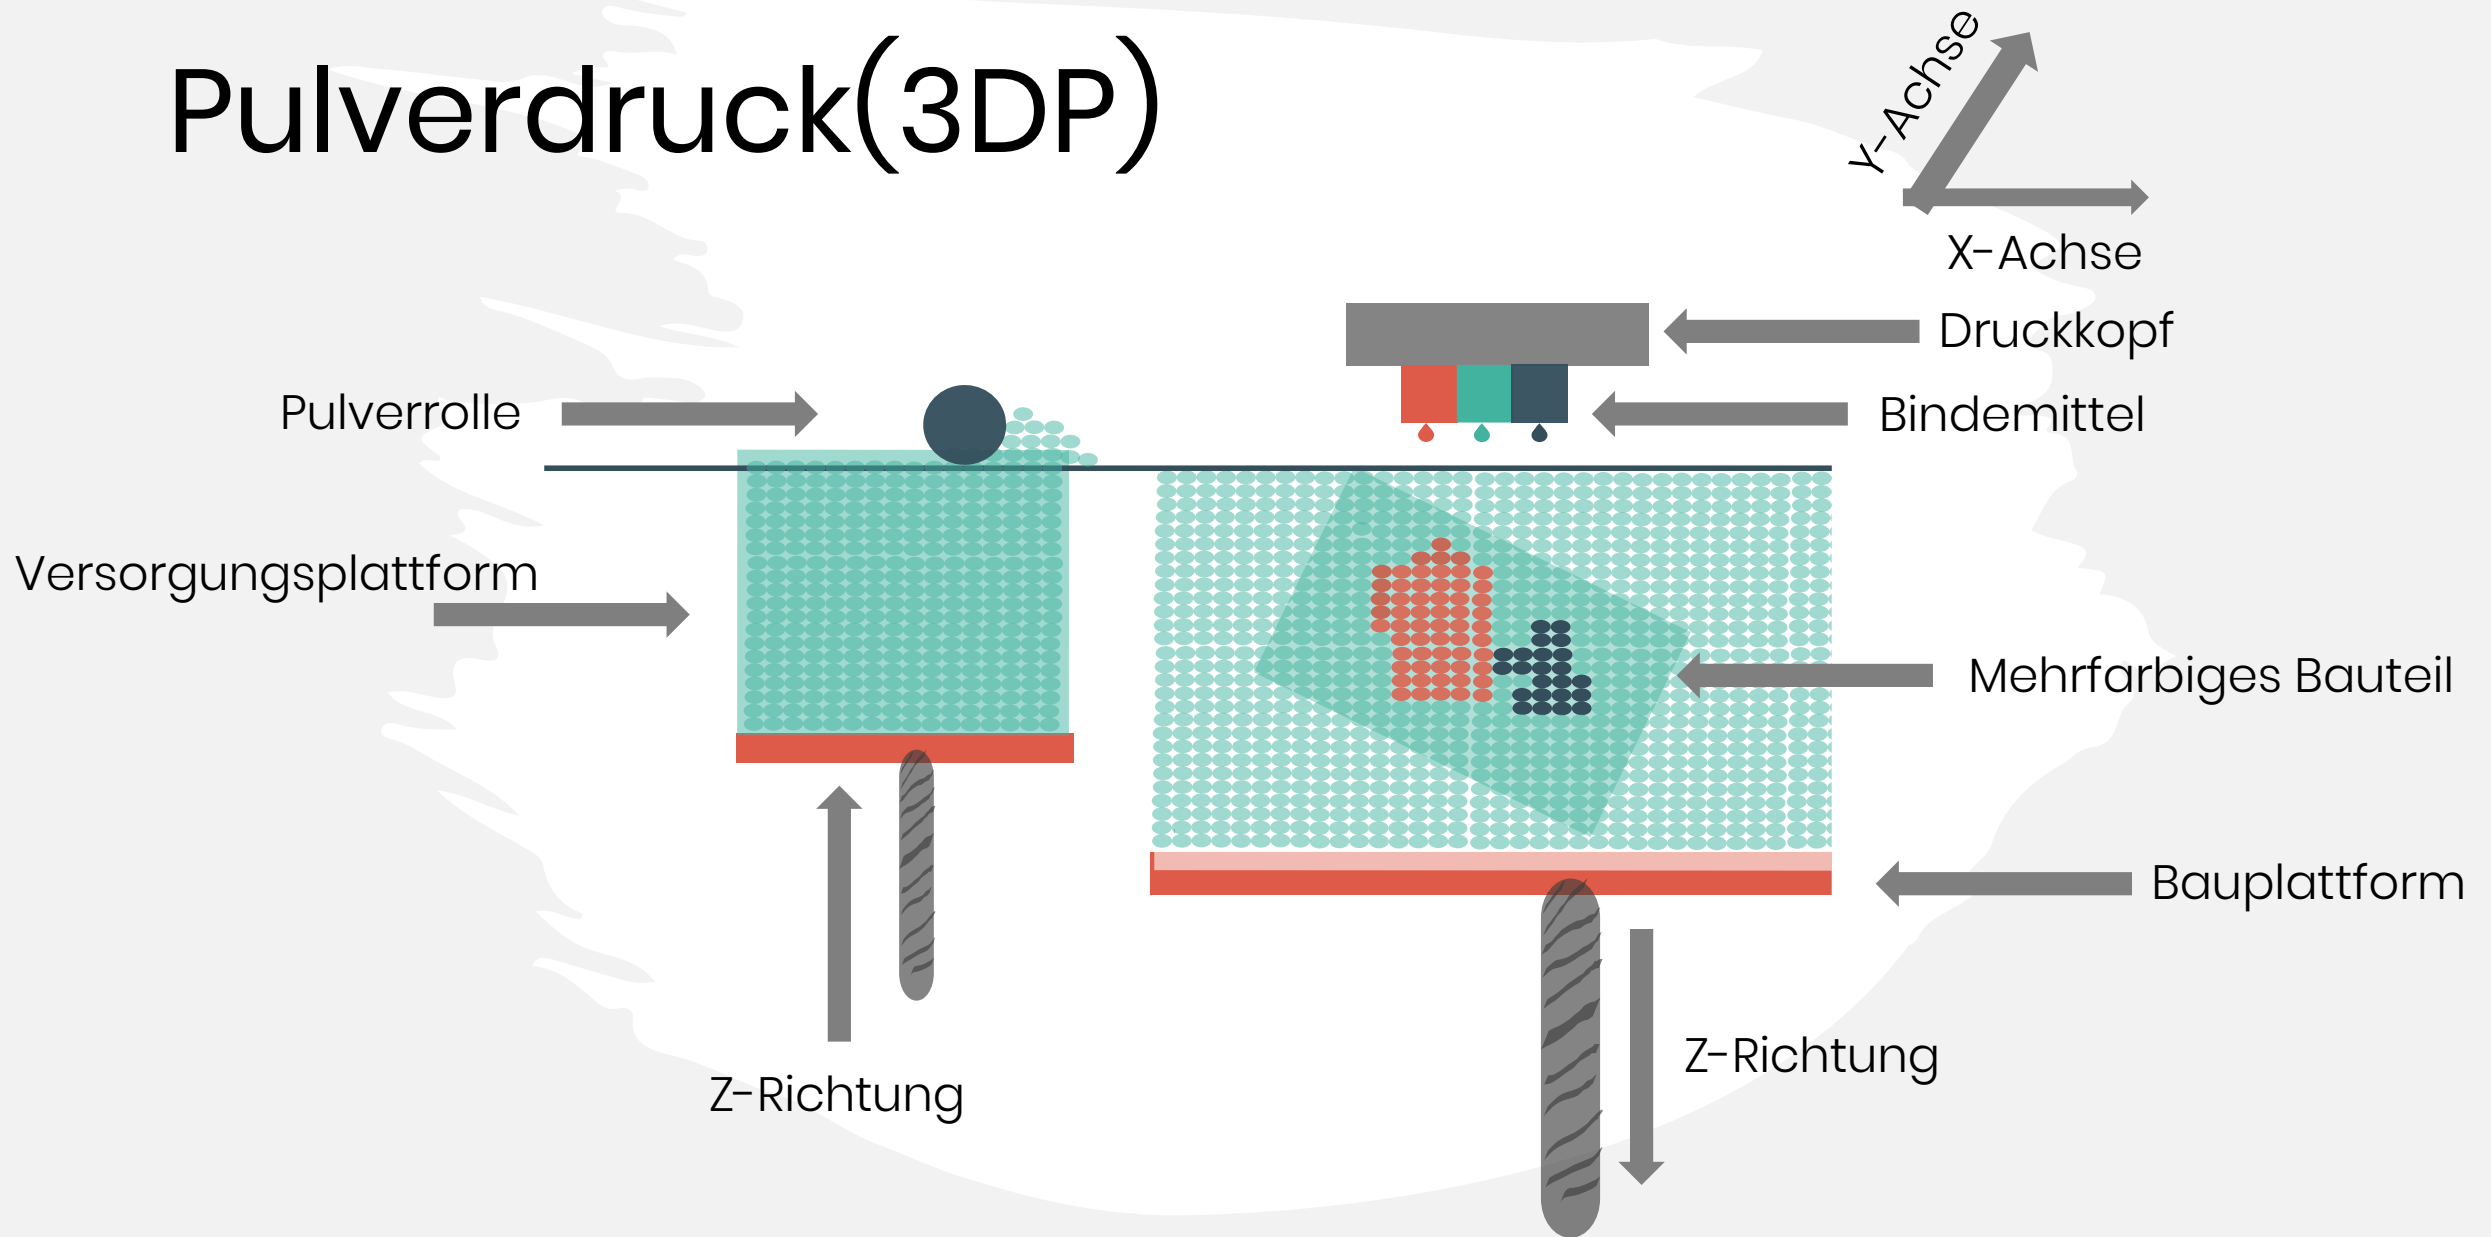 Pulverdruck(3DP)
Y-Achse
X-Achse
Druckkopf
Pulverrolle
Bindemittel
Versorgungsplattform
Mehrfarbiges Bauteil
Bauplattform
Z-Richtung
Z-Richtung